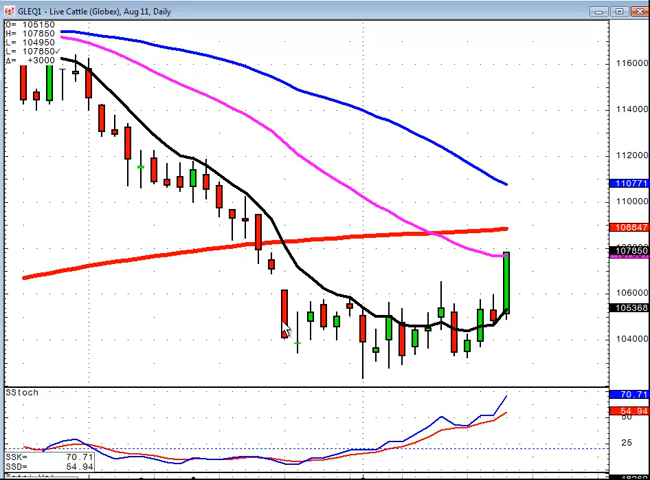 GLEQ1 - Live Cattle (Globex), Aug 11, Daily
O= 105150
H= 107850
L= 104950
L= 107850✓
Δ= +3000
116000
114000
112000
110771
110000
108847
107850
106000
105368
104000
SStoch
70.71
54.94
25
SSK= 70.71
SSD= 54.94